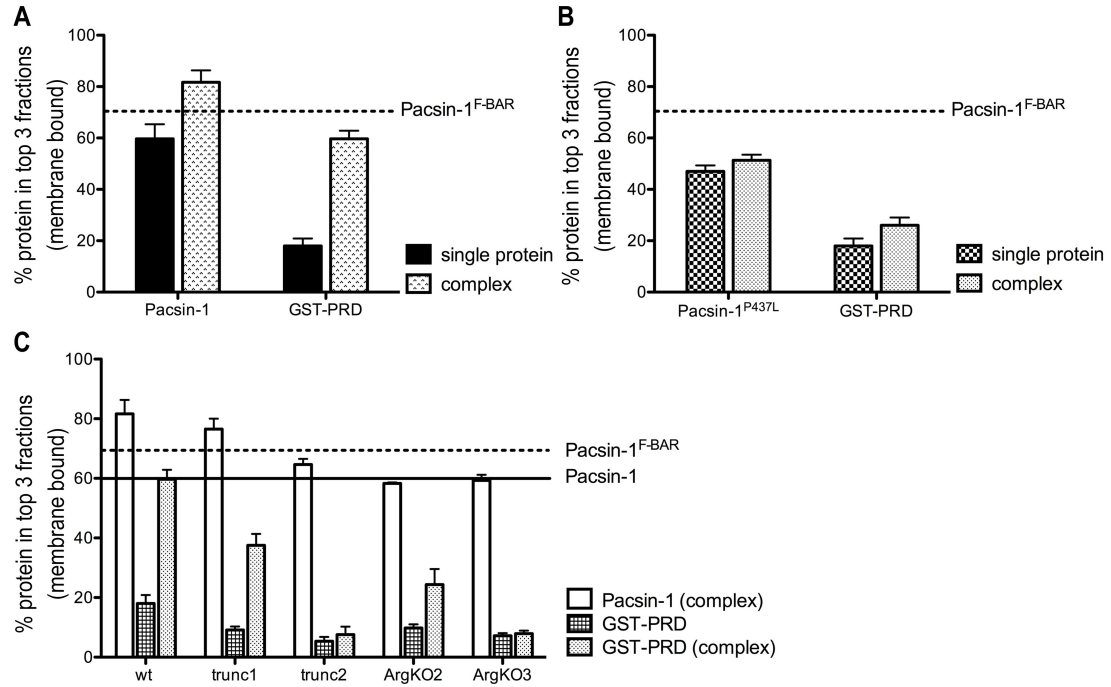 A
% protein in top 3 fractions
(membrane bound)
100
80
60
40
20
0
Pacsin-1F-BAR
single protein
complex
Pacsin-1
GST-PRD
B
% protein in top 3 fractions
(membrane bound)
100
80
60
40
20
0
Pacsin-1F-BAR
single protein
complex
Pacsin-1P437L
GST-PRD
C
% protein in top 3 fractions
(membrane bound)
100
80
60
40
20
0
Pacsin-1F-BAR
Pacsin-1
Pacsin-1 (complex)
GST-PRD
GST-PRD (complex)
wt
trunc1
trunc2
ArgKO2
ArgKO3